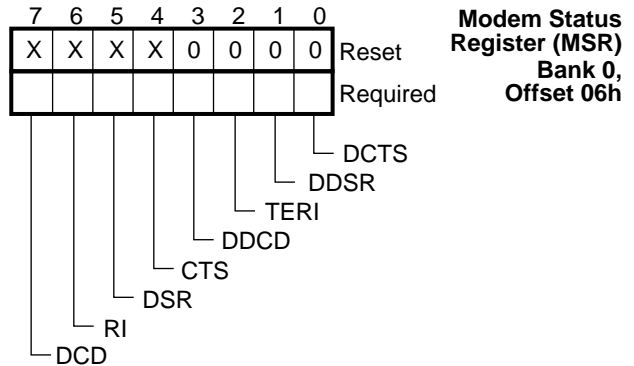 7 6 5 4 3 2 1 0
X X X X 0 0 0 0 Reset
Required
Modem Status
Register (MSR)
Bank 0,
Offset 06h
DCTS
DDSR
TERI
DDCD
CTS
DSR
RI
DCD